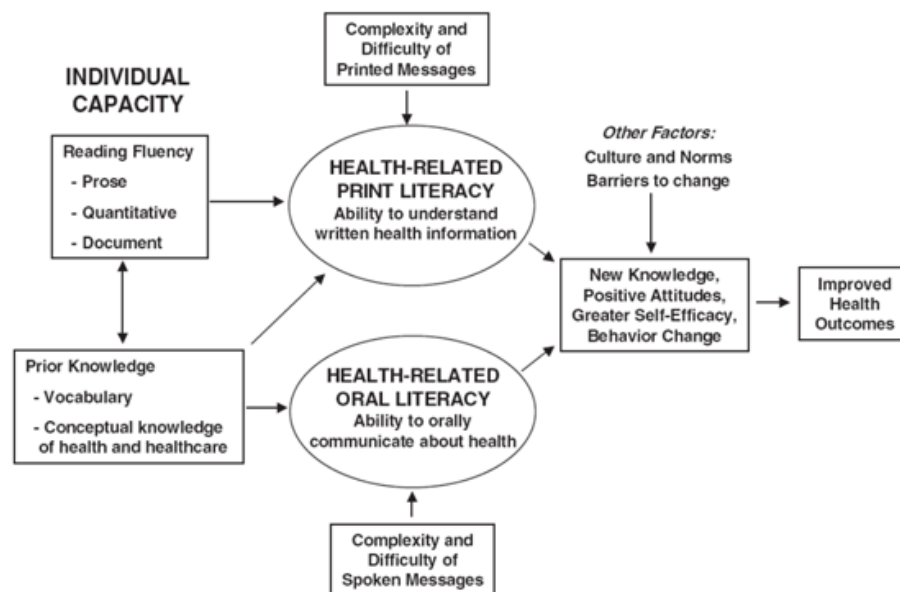 Complexity and
Difficulty of
Printed Messages
INDIVIDUAL
CAPACITY
Reading Fluency
- Prose
- Quantitative
- Document
HEALTH-RELATED
PRINT LITERACY
Ability to understand
written health information
Other Factors:
Culture and Norms
Barriers to change
New Knowledge,
Positive Attitudes,
Greater Self-Efficacy,
Behavior Change
Improved
Health
Outcomes
Prior Knowledge
- Vocabulary
- Conceptual knowledge
of health and healthcare
HEALTH-RELATED
ORAL LITERACY
Ability to orally
communicate about health
Complexity and
Difficulty of
Spoken Messages